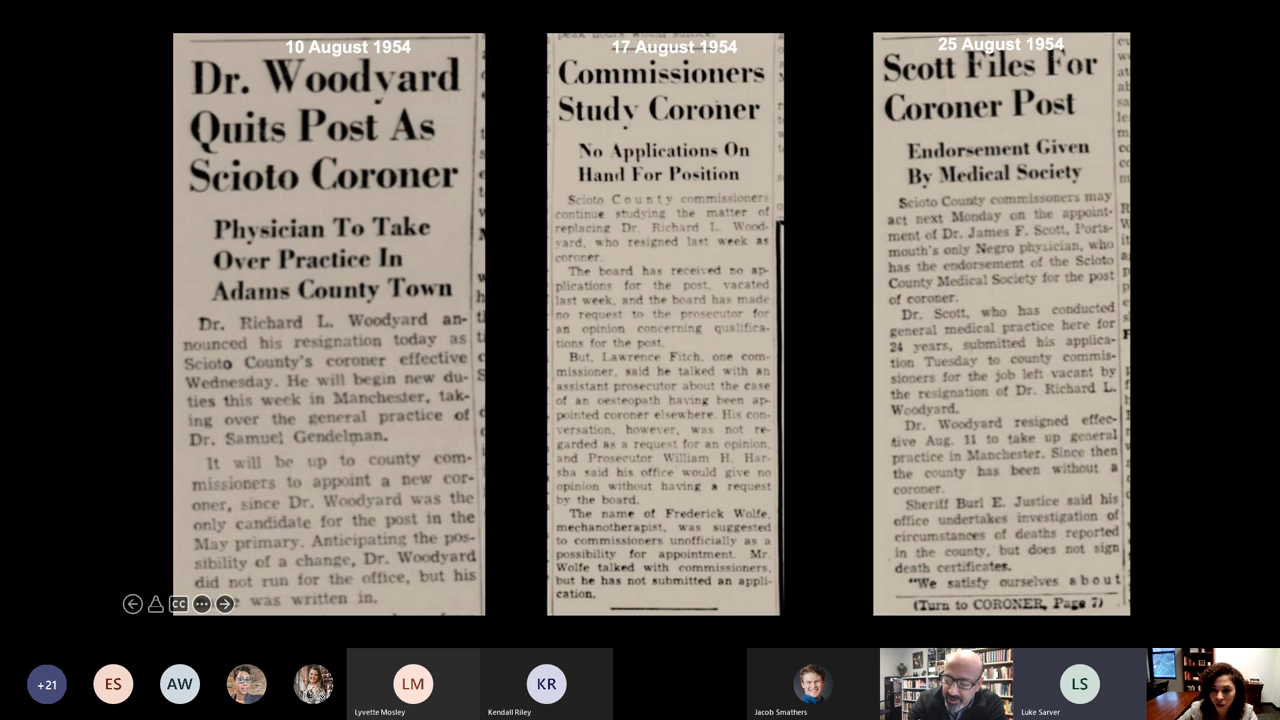 10 August 1954
Dr. Woodyard
Quits Post As
Scioto Coroner
Physician To Take
Over Practice In
Adams County Town
Dr. Richard L. Woodyard an-
nounced his resignation today as
Scioto County's coroner effective
Wednesday. He will begin new du-
ties this week in Manchester, tak-
ing over the general practice of
Dr. Samuel Gendelman.
It will be up to county com-
missioners to appoint a new cor-
oner, since Dr. Woodyard was the
only candidate for the post in the
May primary. Anticipating the pos-
sibility of a change, Dr. Woodyard
did not run for the office, but his
was written in.
17 August 1954
Commissioners
Study Coroner
No Applications On
Hand For Position
Scioto County commissioners
continue studying the matter of
replacing Dr. Richard L. Wood-
yard, who resigned last week as
coroner.
The board has received no ap-
plications for the post, vacated
last week, and the board has made
no request to the prosecutor for
an opinion concerning qualifica-
tions for the post.
But, Lawrence Fitch, one com-
missioner, said he talked with an
assistant prosecutor about the case
of an oesteopath having been ap-
pointed coroner elsewhere. His con-
versation, however, was not re-
garded as a request for an opinion,
and Prosecutor William H. Har-
sha said his office would give no
opinion without having a request
by the board.
The name of Frederick Wolfe,
mechanotherapist, was suggested
to commissioners unofficially as a
possibility for appointment. Mr.
Wolfe talked with commissioners,
but he has not submitted an appli-
cation.
25 August 1954
Scott Files For
Coroner Post
Endorsement Given
By Medical Society
Scioto County commissoners may
act next Monday on the appoint-
ment of Dr. James F. Scott, Ports-
mouth's only Negro physician, who
has the endorsement of the Scioto
County Medical Society for the post
of coroner.
Dr. Scott, who has conducted
general medical practice here for
24 years, submitted his applica-
tion Tuesday to county commis-
sioners for the job left vacant by
the resignation of Dr. Richard L.
Woodyard.
Dr. Woodyard resigned effec-
tive Aug. 11 to take up general
practice in Manchester. Since then
the county has been without a
coroner.
Sheriff Burl E. Justice said his
office undertakes investigation of
circumstances of deaths reported
in the county, but does not sign
death certificates.
"We satisfy ourselves about
(Turn to CORONER, Page 7)
CC
+21
ES
AW
LM
Lyvette Mosley
KR
Kendall Riley
Jacob Smathers
LS
Luke Sarver